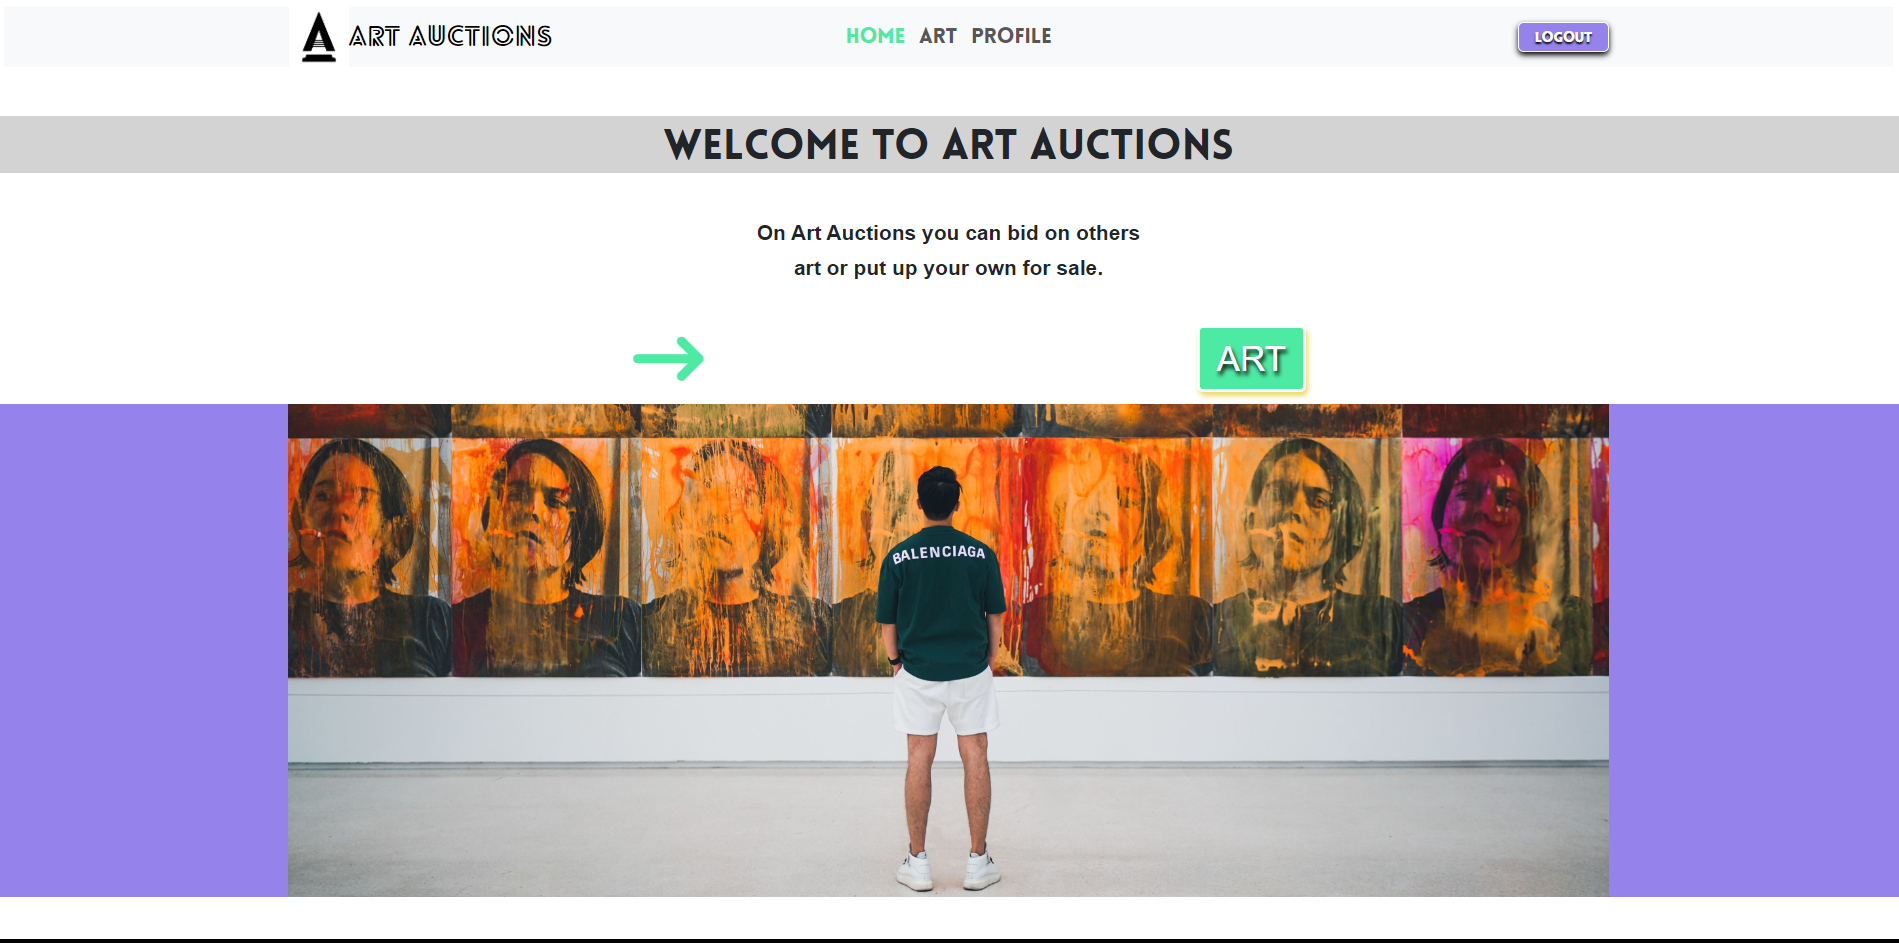 ART AUCTIONS
HOME ART PROFILE
LOGOUT
WELCOME TO ART AUCTIONS
On Art Auctions you can bid on others
art or put up your own for sale.
ART
BALENCIAGA